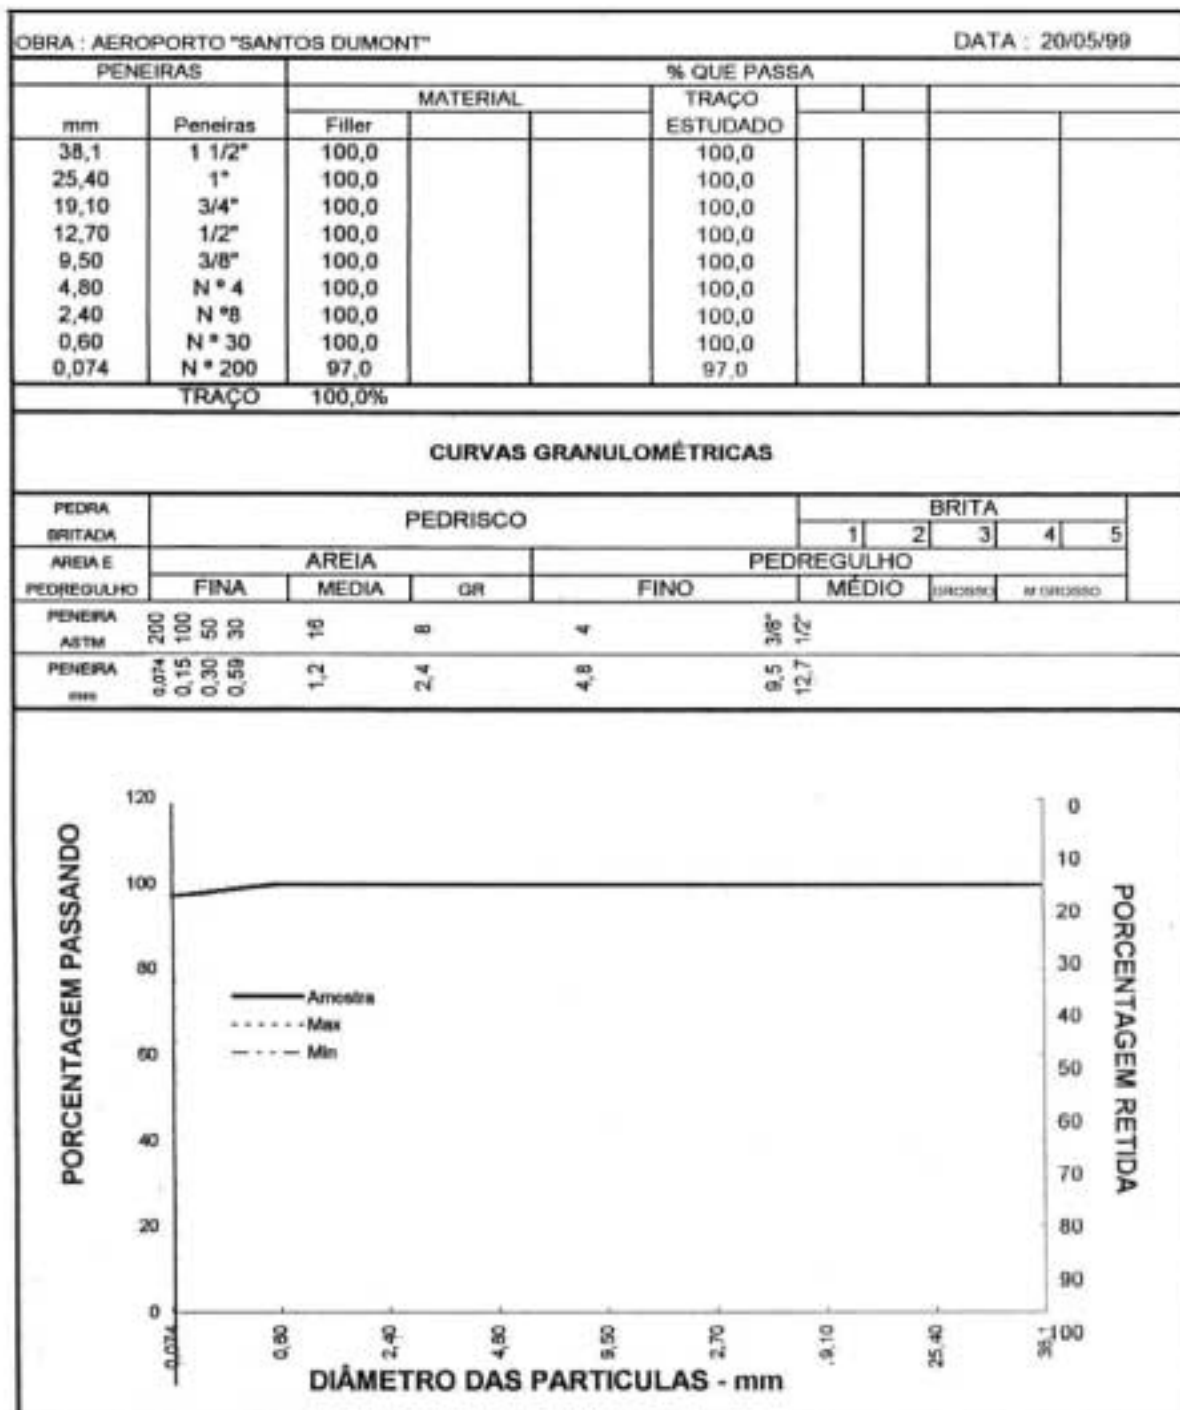 OBRA : AEROPORTO "SANTOS DUMONT" DATA : 20/05/99
PENEIRAS % QUE PASSA
MATERIAL TRAÇO
mm Peneiras Filler ESTUDADO
38,1 1 1/2" 100,0 100,0
25,40 1" 100,0 100,0
19,10 3/4" 100,0 100,0
12,70 1/2" 100,0 100,0
9,50 3/8" 100,0 100,0
4,80 N º 4 100,0 100,0
2,40 N º8 100,0 100,0
0,60 N º 30 100,0 100,0
0,074 N º 200 97,0 97,0
TRAÇO 100,0%
CURVAS GRANULOMÉTRICAS
PEDRA BRITADA PEDRISCO BRITA
1 2 3 4 5
AREIA E PEDREGULHO AREIA PEDREGULHO
FINA MEDIA GR FINO MÉDIO GROSSO M GROSSO
PENEIRA ASTM 200 100 50 30 16 8 4 3/8" 1/2"
PENEIRA mm 0,074 0,15 0,30 0,59 1,2 2,4 4,8 9,5 12,7
PORCENTAGEM PASSANDO
120
100
80
60
40
20
0
Amostra
Max
Min
0
10
20
30
40
50
60
70
80
90
100
PORCENTAGEM RETIDA
0,074 0,60 2,40 4,80 9,50 2,70 ,9,10 25,40 38,1
DIÂMETRO DAS PARTICULAS - mm